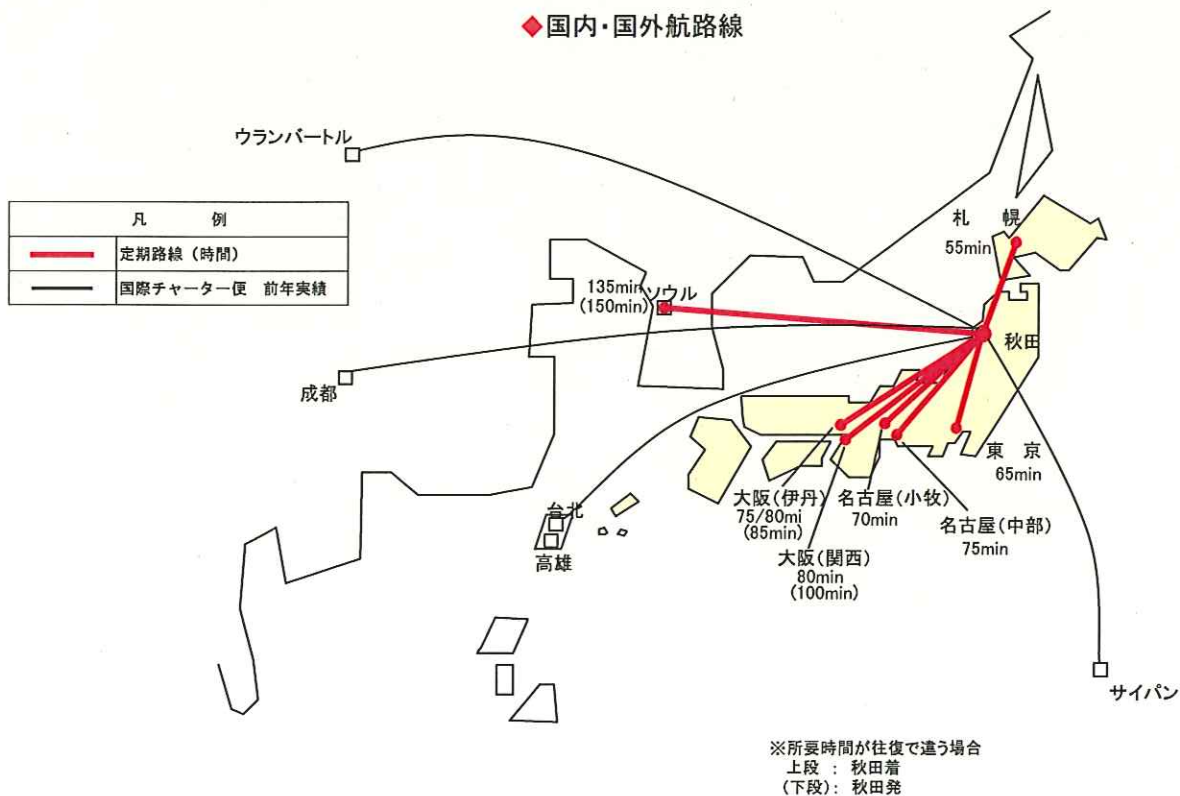 ◆国内・国外航路線
ウランバートル
凡 例
定期路線（時間）
国際チャーター便 前年実績
札 幌
55min
135min
(150min)
ソウル
秋田
成都
東 京
65min
大阪(伊丹)
75/80mi
(85min)
名古屋(小牧)
70min
名古屋(中部)
75min
大阪(関西)
80min
(100min)
台北
高雄
サイパン
※所要時間が往復で違う場合
上段 : 秋田着
(下段): 秋田発